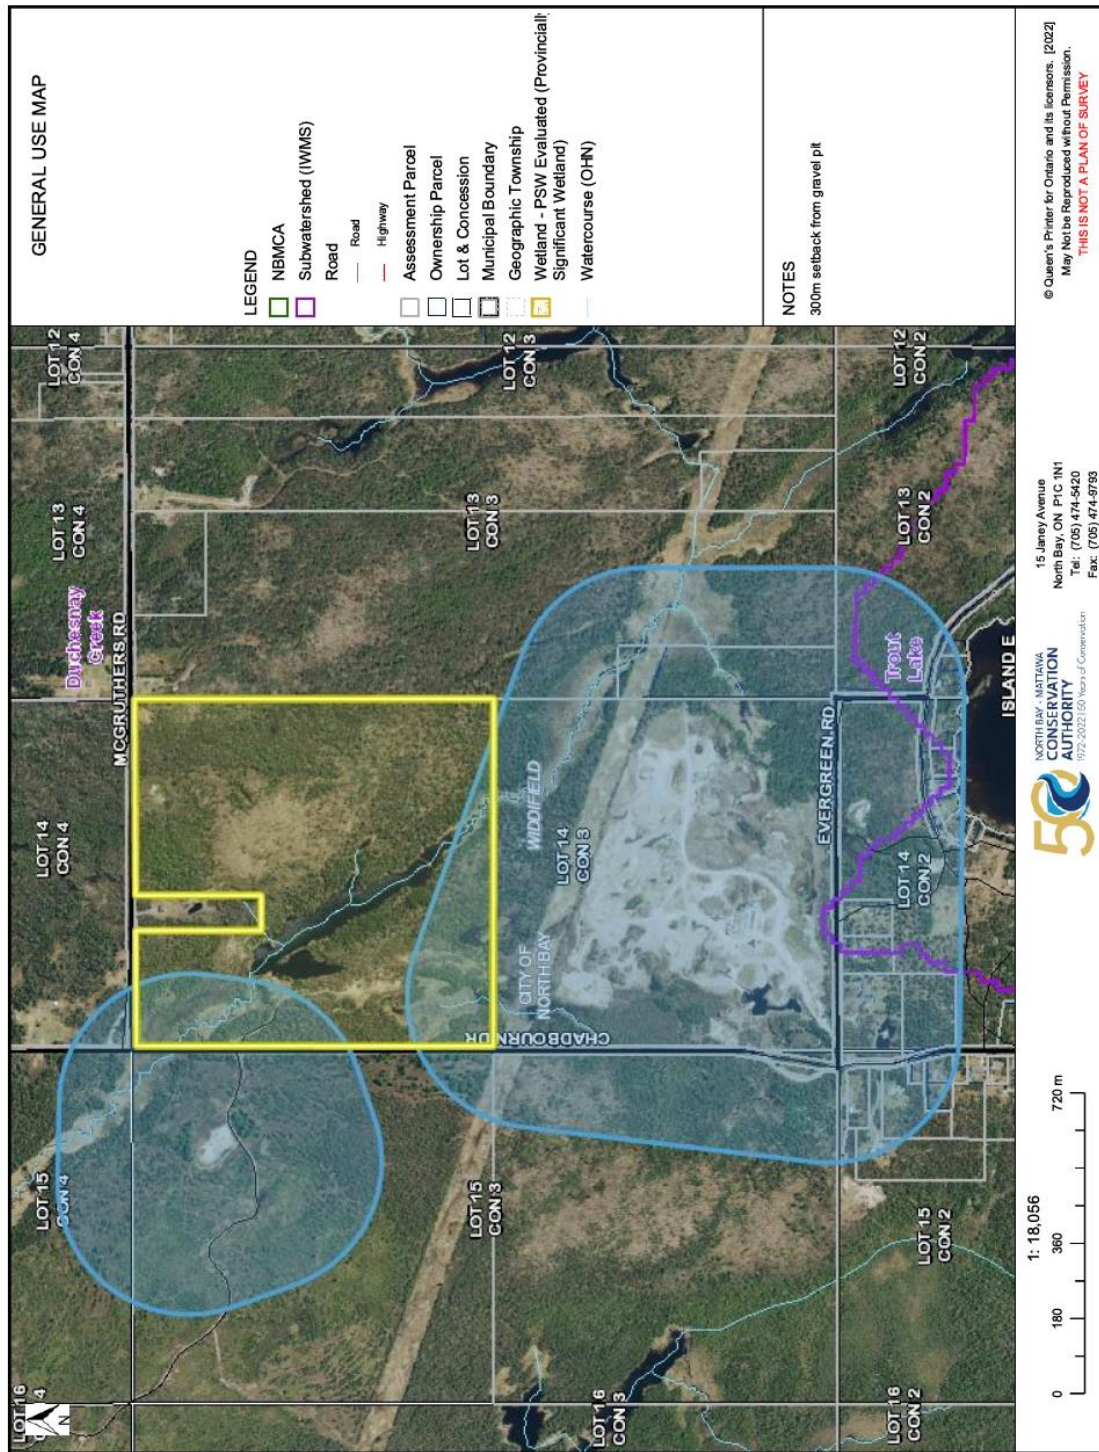 GENERAL USE MAP
LEGEND
NBMCA
Subwatershed (IWMS)
Road
Road
Highway
Assessment Parcel
Ownership Parcel
Lot & Concession
Municipal Boundary
Geographic Township
Wetland - PSW Evaluated (Provincially
Significant Wetland)
Watercourse (OHN)
NOTES
300m setback from gravel pit
© Queen's Printer for Ontario and its licensors. [2022]
May Not be Reproduced without Permission.
THIS IS NOT A PLAN OF SURVEY
LOT 16
4
N
LOT 15
CON 4
LOT 14
CON 4
Duchesnay
Creek
LOT 13
CON 4
LOT 12
CON 4
MCGRUTHERS RD
LOT 16
CON 3
LOT 15
CON 3
CHADBOURN DR
CITY OF
NORTH BAY
WIDDIFIELD
LOT 14
CON 3
LOT 13
CON 3
LOT 12
CON 3
EVERGREEN RD
LOT 16
CON 2
LOT 15
CON 2
LOT 14
CON 2
Trout
Lake
LOT 13
CON 2
LOT 12
CON 2
ISLAND E
1: 18,056
0 180 360 720 m
50
NORTH BAY - MATTAWA
CONSERVATION
AUTHORITY
1972-2022 | 50 Years of Conservation
15 Janey Avenue
North Bay, ON P1C 1N1
Tel: (705) 474-5420
Fax: (705) 474-9793